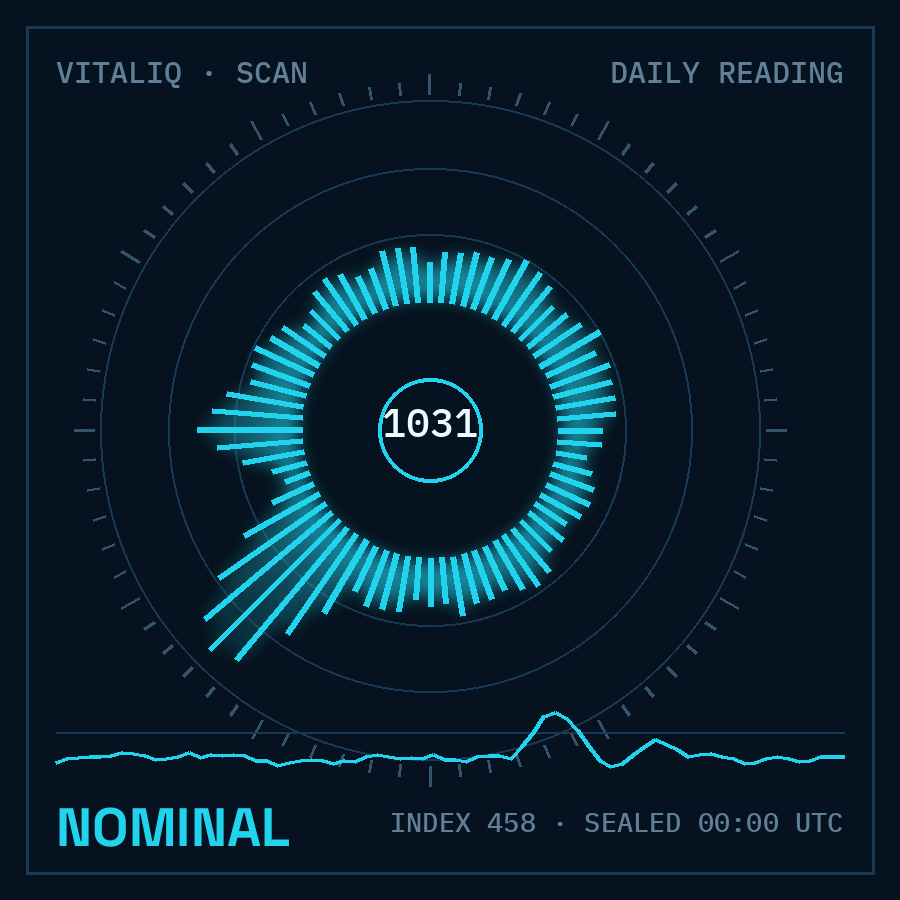 VITALIQ · SCAN
DAILY READING
1031
NOMINAL
INDEX 458 · SEALED 00:00 UTC